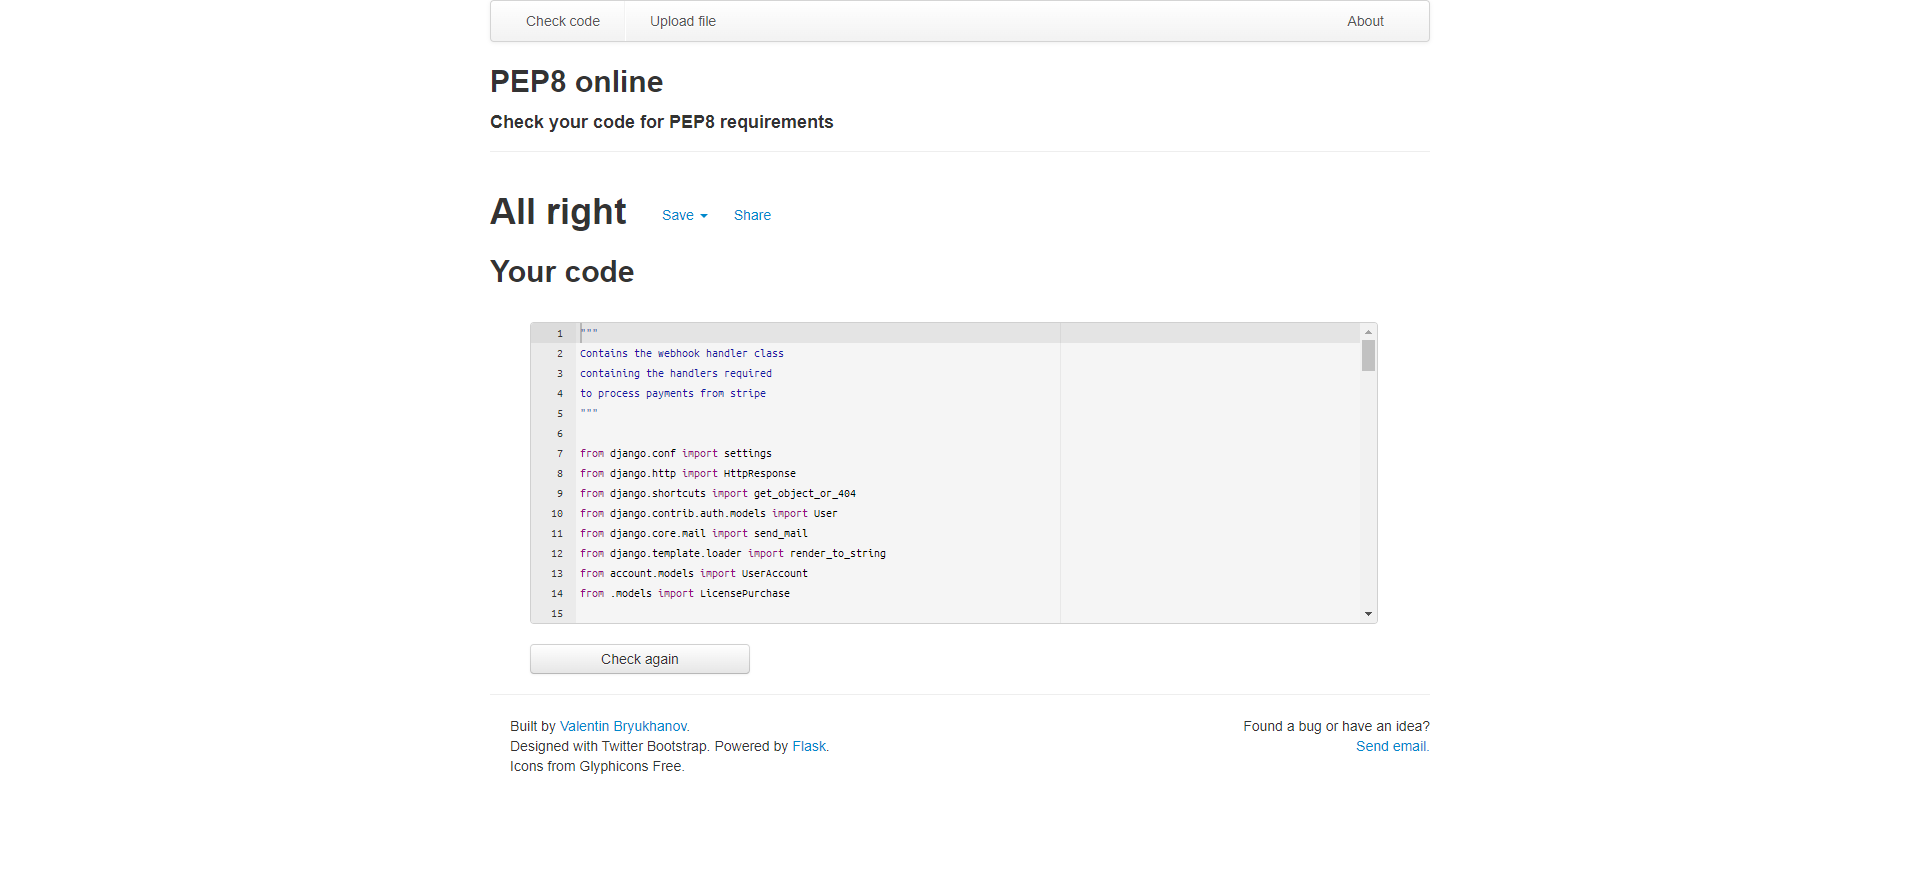 Check code
Upload file
About
PEP8 online
Check your code for PEP8 requirements
All right
Save
Share
Your code
1 """
2 Contains the webhook handler class
3 containing the handlers required
4 to process payments from stripe
5 """
6
7 from django.conf import settings
8 from django.http import HttpResponse
9 from django.shortcuts import get_object_or_404
10 from django.contrib.auth.models import User
11 from django.core.mail import send_mail
12 from django.template.loader import render_to_string
13 from account.models import UserAccount
14 from .models import LicensePurchase
15
Check again
Built by Valentin Bryukhanov.
Designed with Twitter Bootstrap. Powered by Flask.
Icons from Glyphicons Free.
Found a bug or have an idea?
Send email.